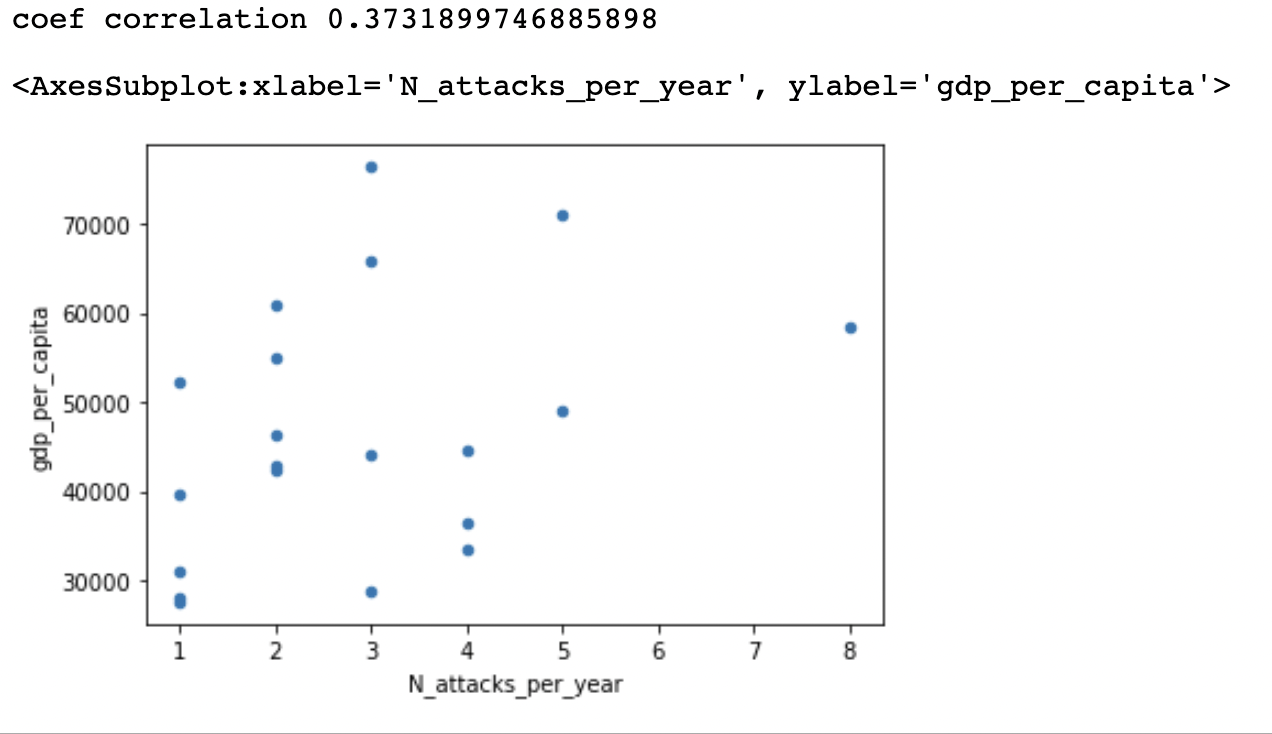 coef correlation 0.3731899746885898
<AxesSubplot:xlabel='N_attacks_per_year', ylabel='gdp_per_capita'>
70000
60000
50000
40000
30000
gdp_per_capita
1 2 3 4 5 6 7 8
N_attacks_per_year